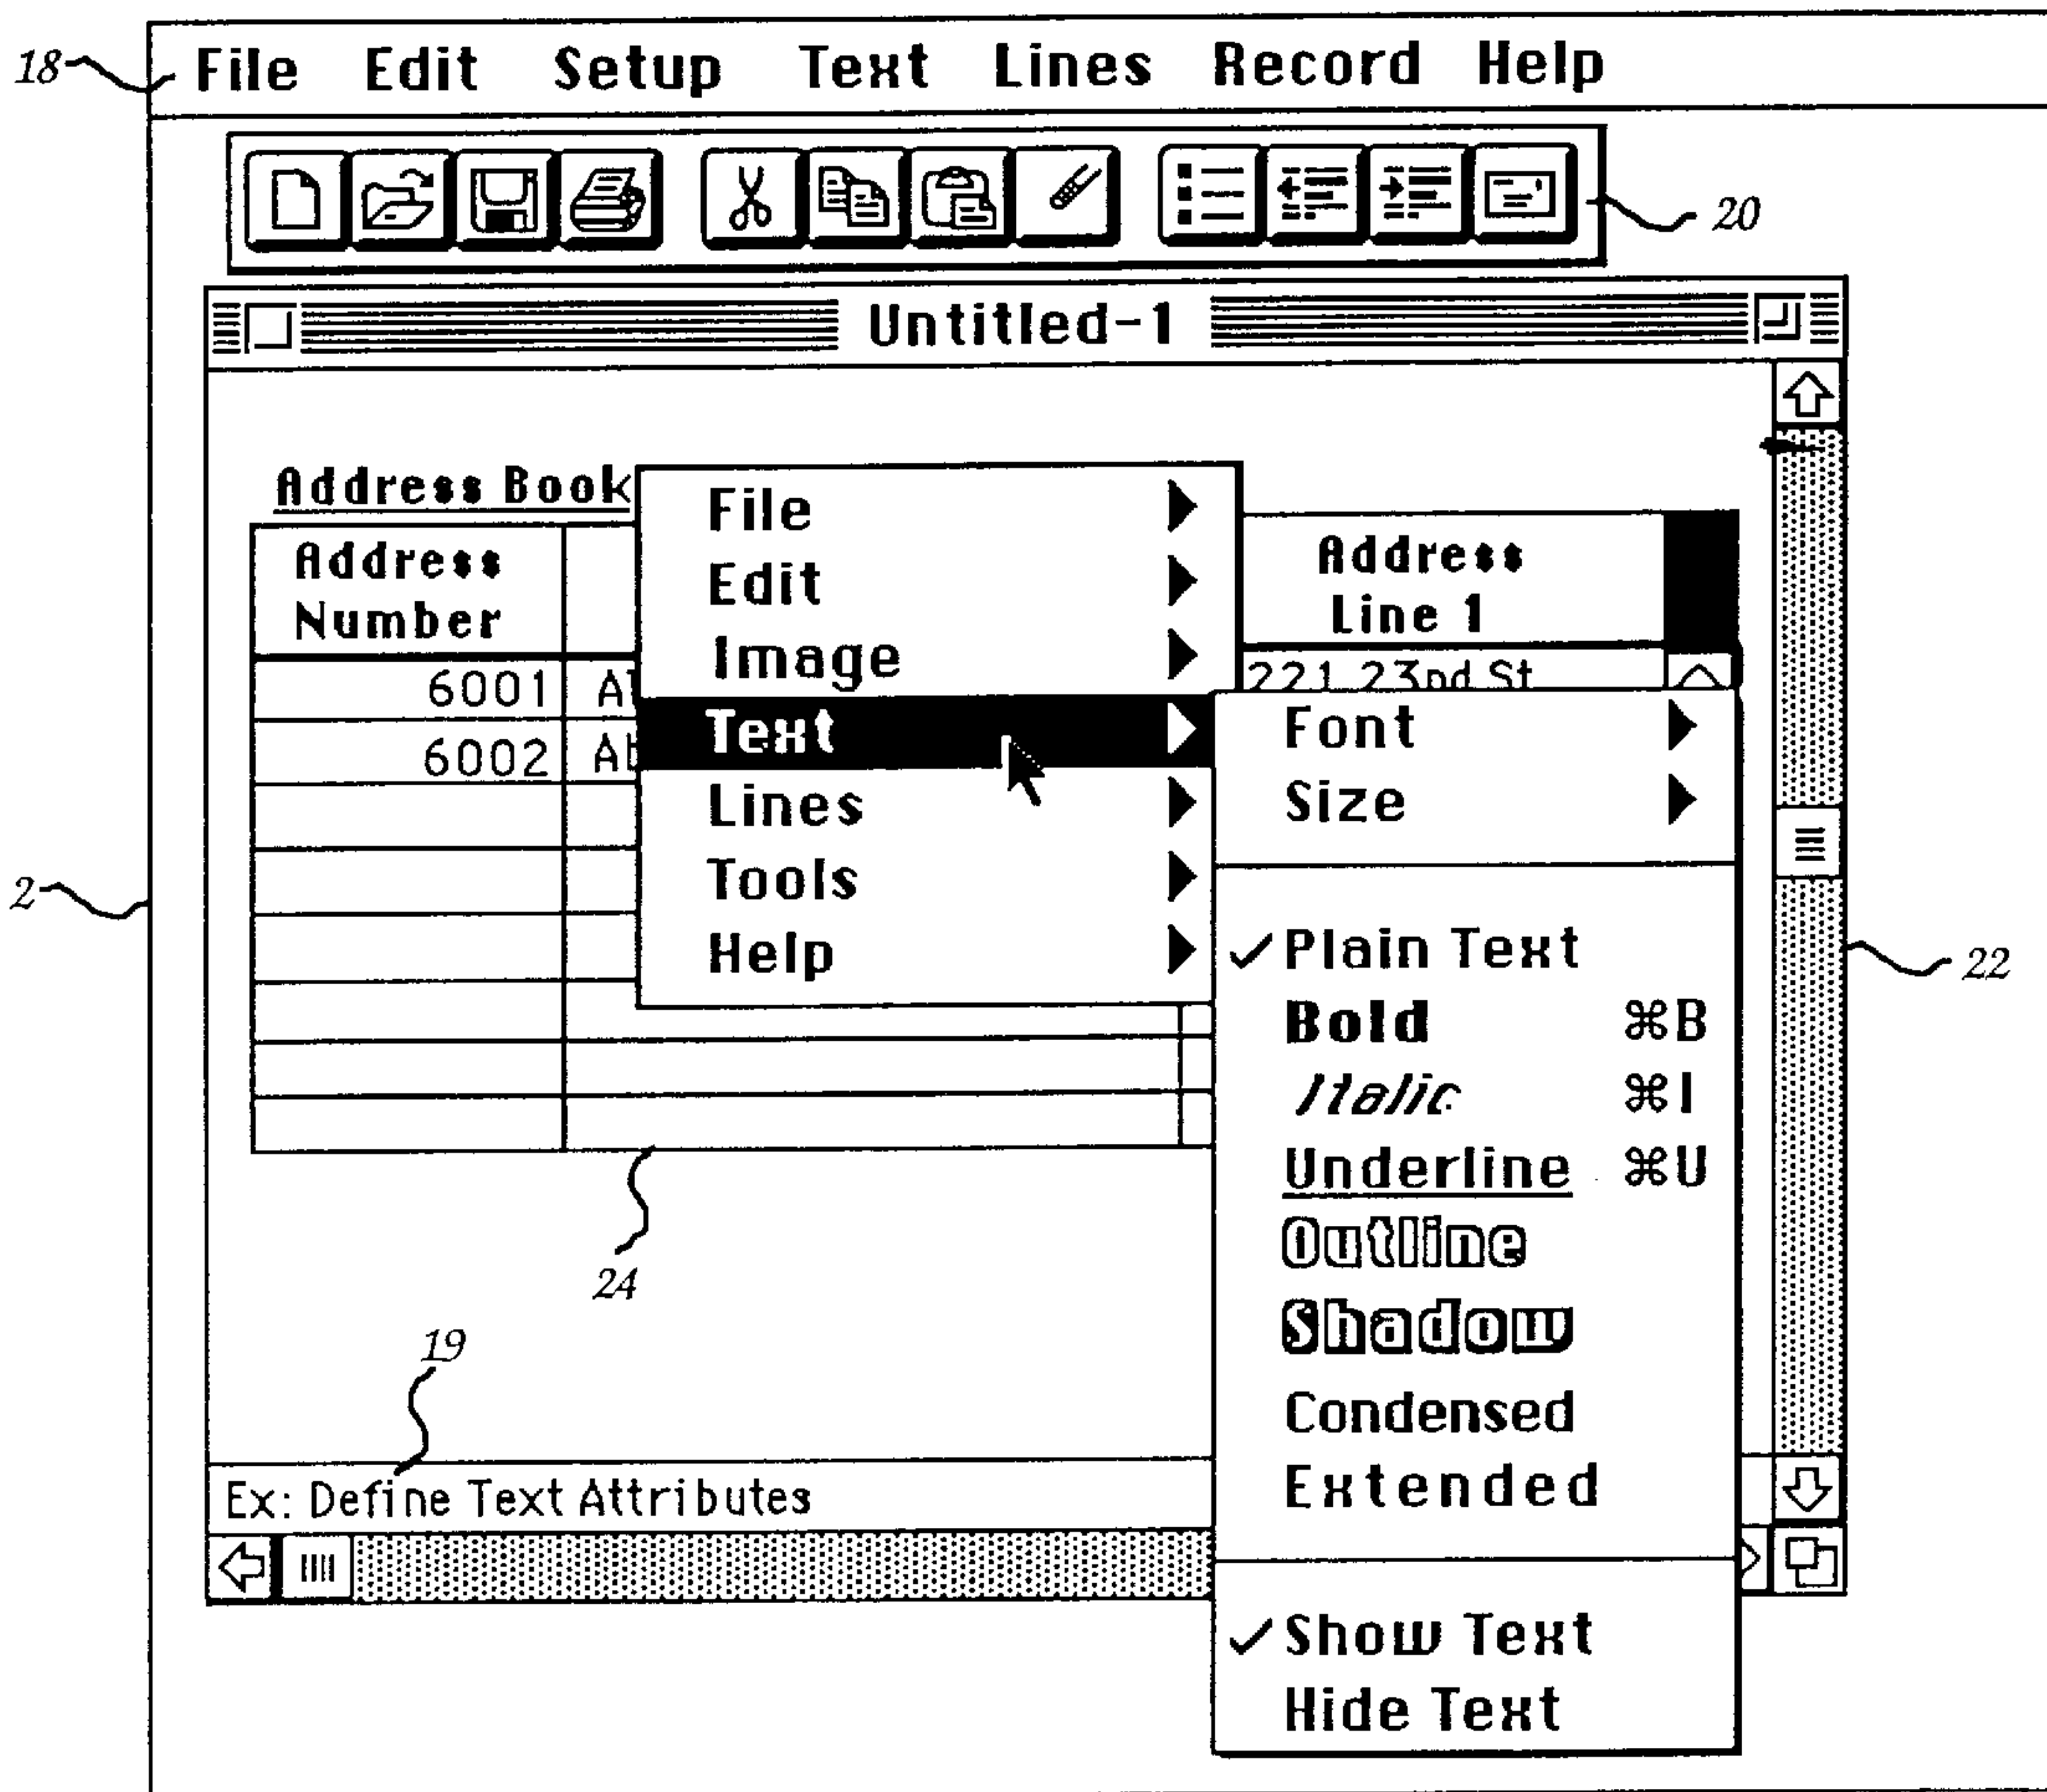 18 File Edit Setup Text Lines Record Help
20
Untitled-1
Address Book
Address Number
Address Line 1
File
Edit
Image
Text
Lines
Tools
Help
6001
221 23nd St
6002
Font
Size
2
✓Plain Text
22
Bold ⌘B
Italic ⌘I
Underline ⌘U
Outline
Shadow
Condensed
Extended
24
19
Ex: Define Text Attributes
✓Show Text
Hide Text